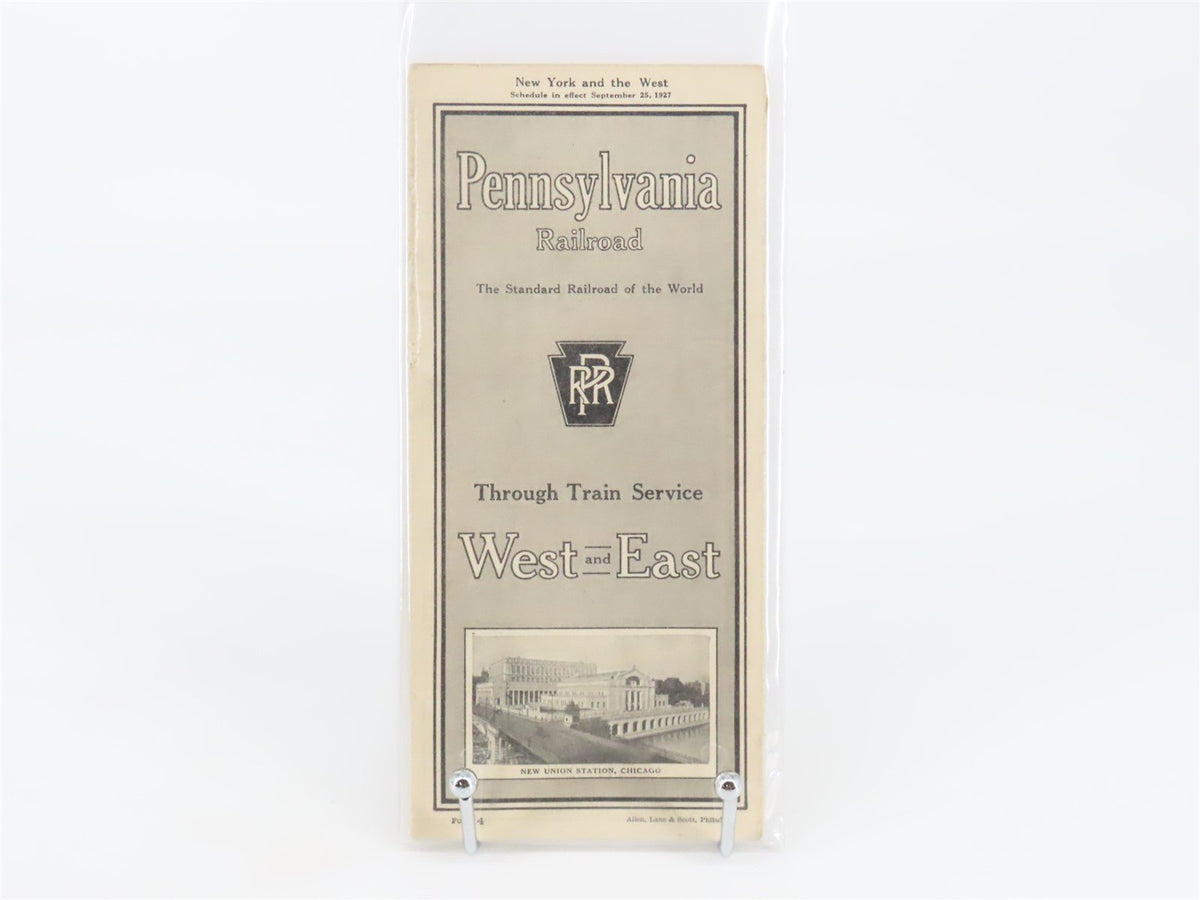 New York and the West
Schedule in effect September 25, 1927
Pennsylvania
Railroad
The Standard Railroad of the World
PRR
Through Train Service
West and East
NEW UNION STATION, CHICAGO
4
Allen, Lane & Scott,